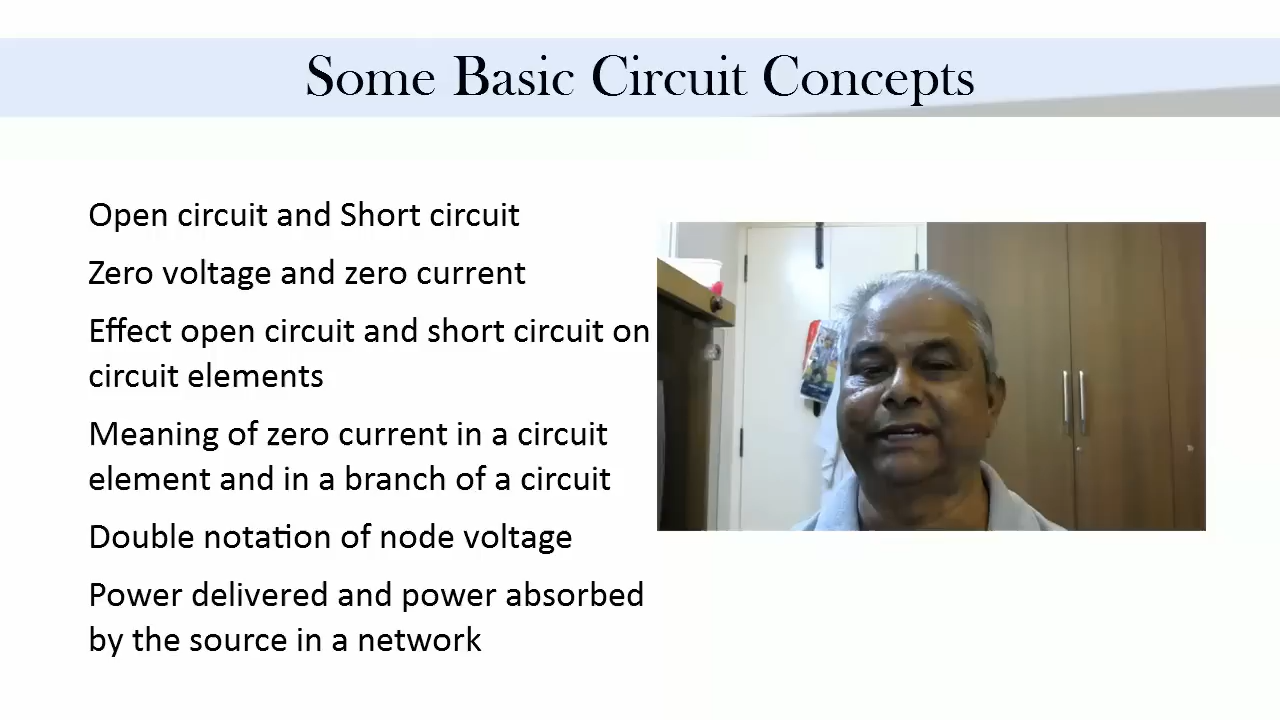 Some Basic Circuit Concepts
Open circuit and Short circuit
Zero voltage and zero current
Effect open circuit and short circuit on
circuit elements
Meaning of zero current in a circuit
element and in a branch of a circuit
Double notation of node voltage
Power delivered and power absorbed
by the source in a network